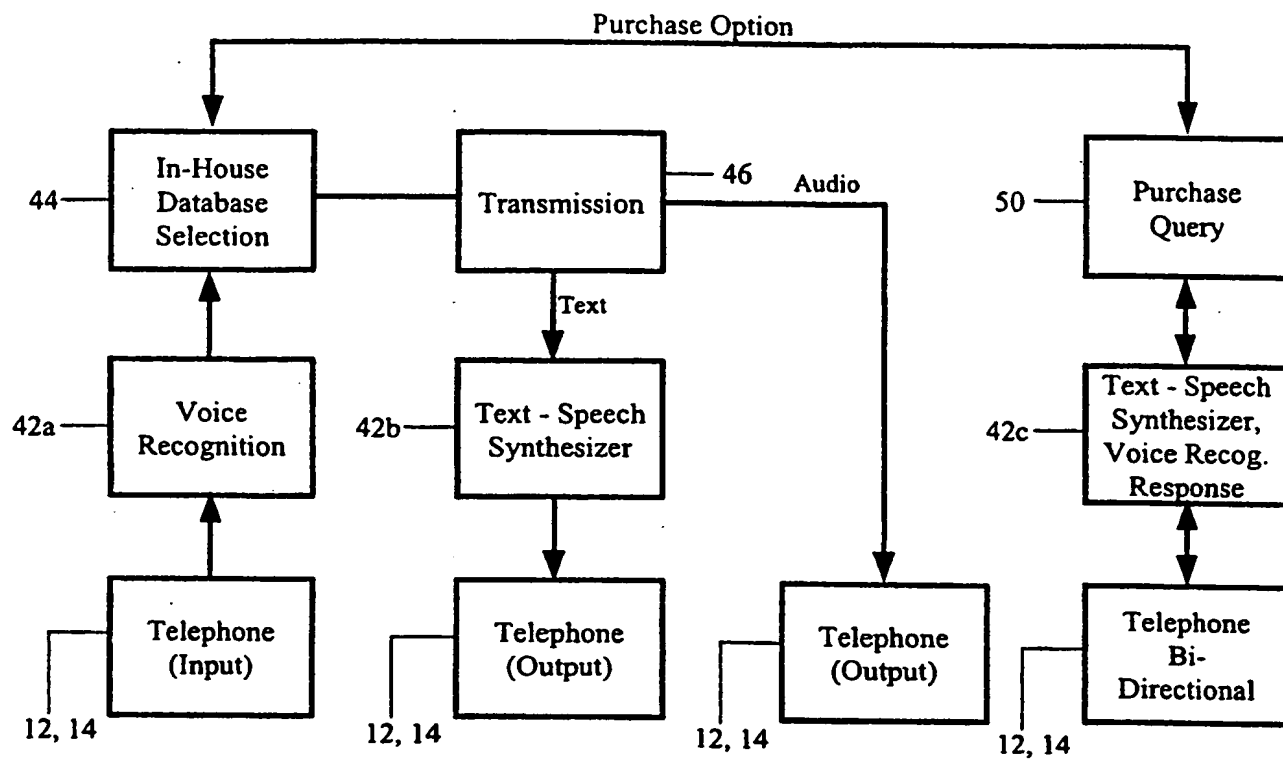 Purchase Option
In-House
Database
Selection
44
Transmission
46
Audio
50
Purchase
Query
Text
42a
Voice
Recognition
42b
Text - Speech
Synthesizer
42c
Text - Speech
Synthesizer,
Voice Recog.
Response
Telephone
(Input)
Telephone
(Output)
Telephone
(Output)
Telephone
Bi-
Directional
12, 14
12, 14
12, 14
12, 14